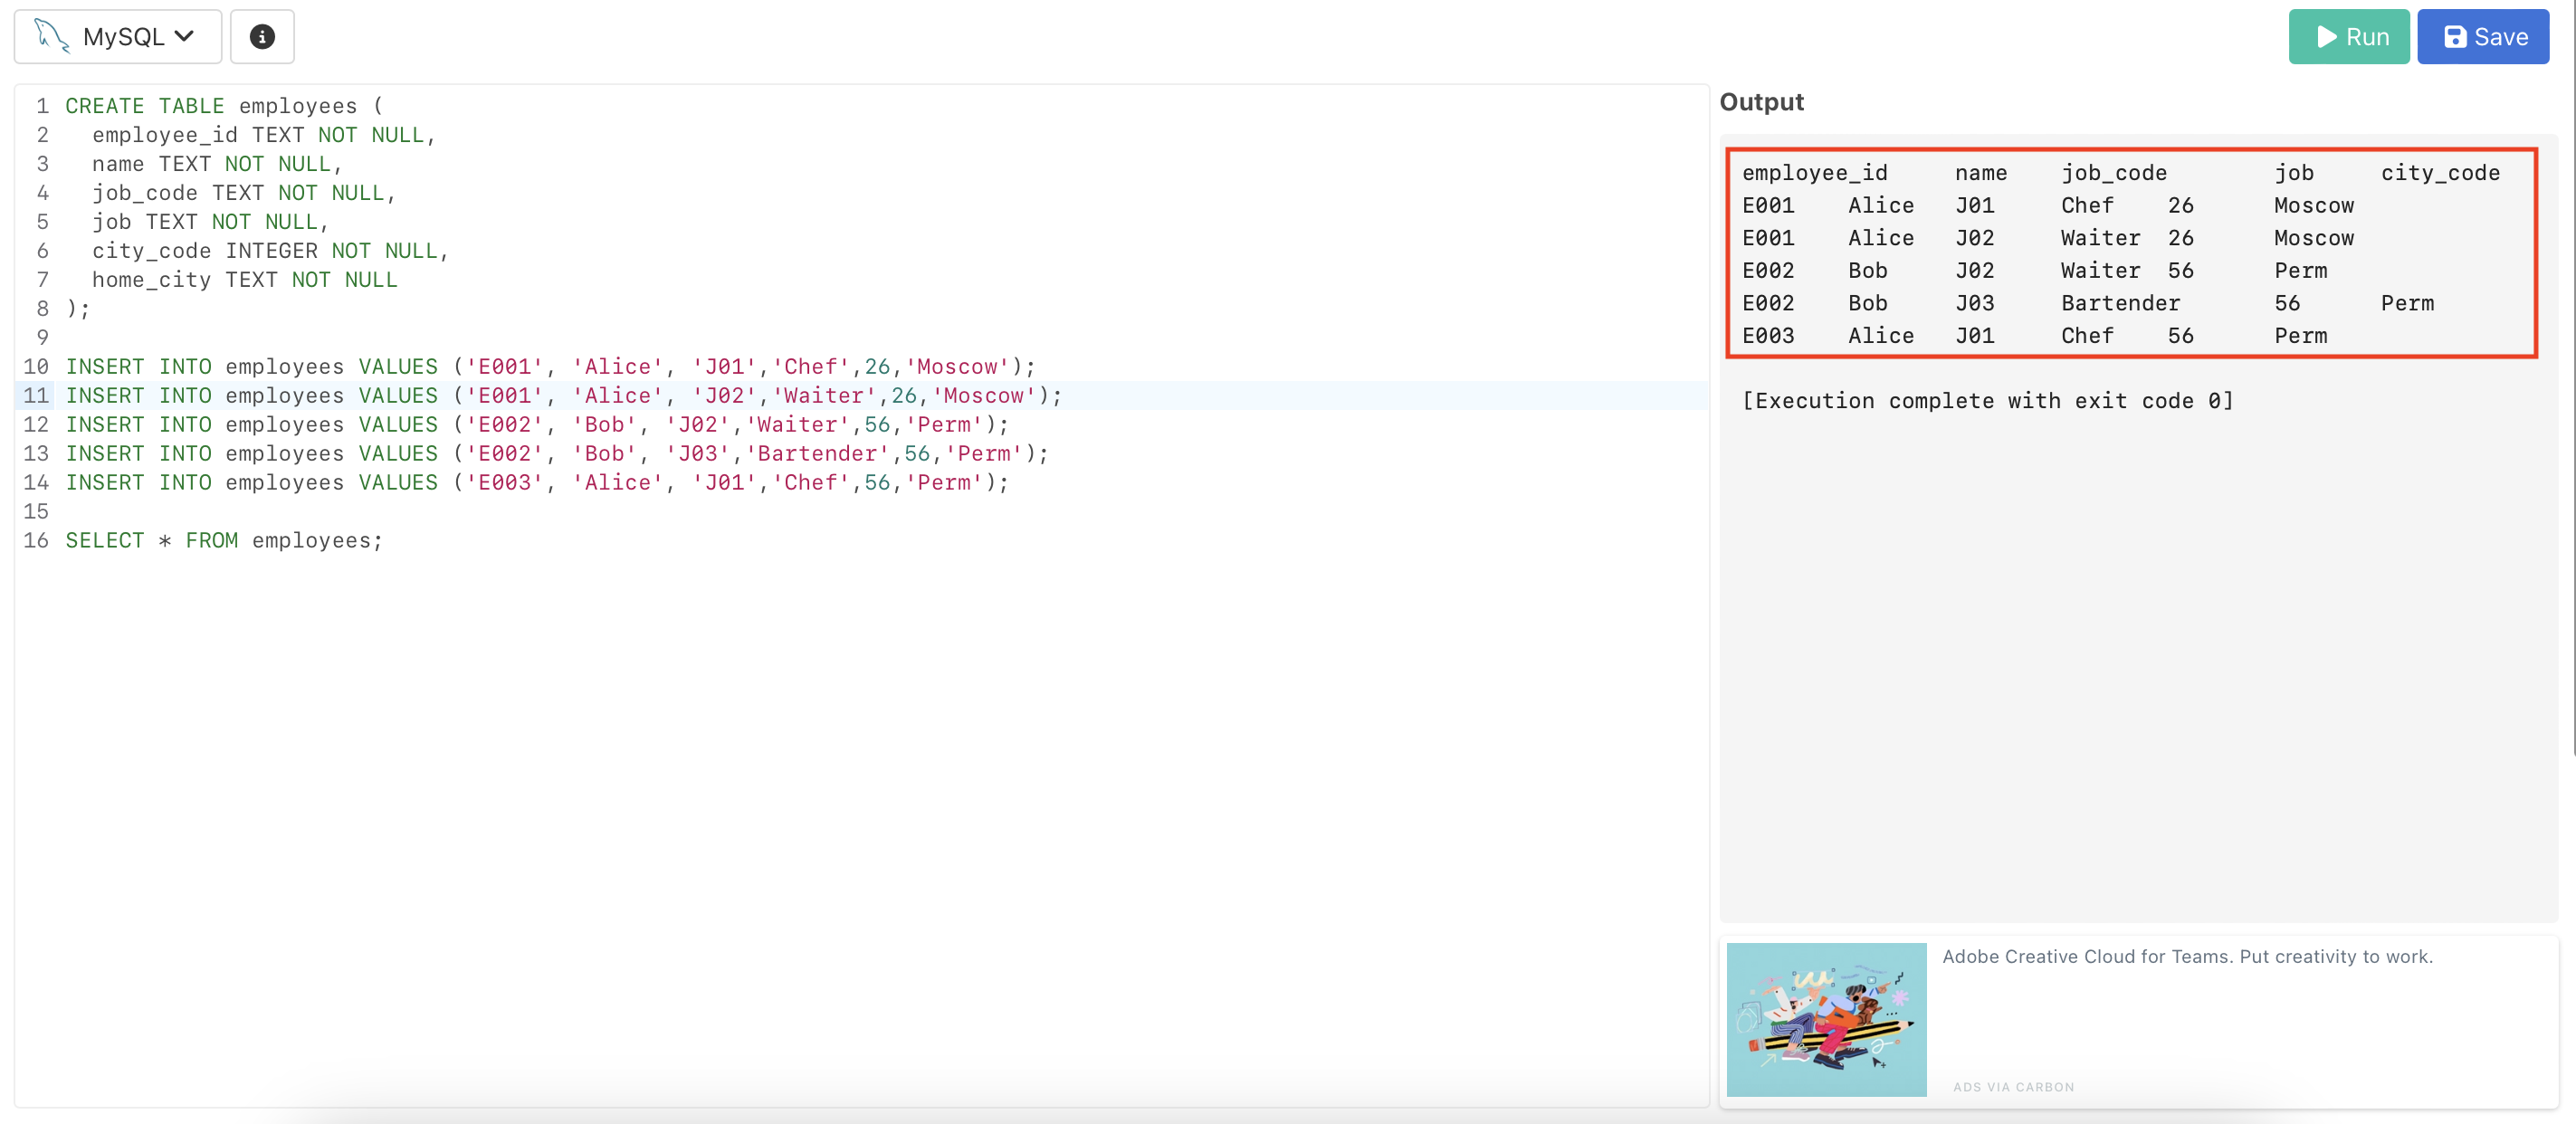 MySQL
Run
Save
1 CREATE TABLE employees (
2 employee_id TEXT NOT NULL,
3 name TEXT NOT NULL,
4 job_code TEXT NOT NULL,
5 job TEXT NOT NULL,
6 city_code INTEGER NOT NULL,
7 home_city TEXT NOT NULL
8 );
9
10 INSERT INTO employees VALUES ('E001', 'Alice', 'J01','Chef',26,'Moscow');
11 INSERT INTO employees VALUES ('E001', 'Alice', 'J02','Waiter',26,'Moscow');
12 INSERT INTO employees VALUES ('E002', 'Bob', 'J02','Waiter',56,'Perm');
13 INSERT INTO employees VALUES ('E002', 'Bob', 'J03','Bartender',56,'Perm');
14 INSERT INTO employees VALUES ('E003', 'Alice', 'J01','Chef',56,'Perm');
15
16 SELECT * FROM employees;
Output
employee_id name job_code job city_code
E001 Alice J01 Chef 26 Moscow
E001 Alice J02 Waiter 26 Moscow
E002 Bob J02 Waiter 56 Perm
E002 Bob J03 Bartender 56 Perm
E003 Alice J01 Chef 56 Perm
[Execution complete with exit code 0]
Adobe Creative Cloud for Teams. Put creativity to work.
ADS VIA CARBON